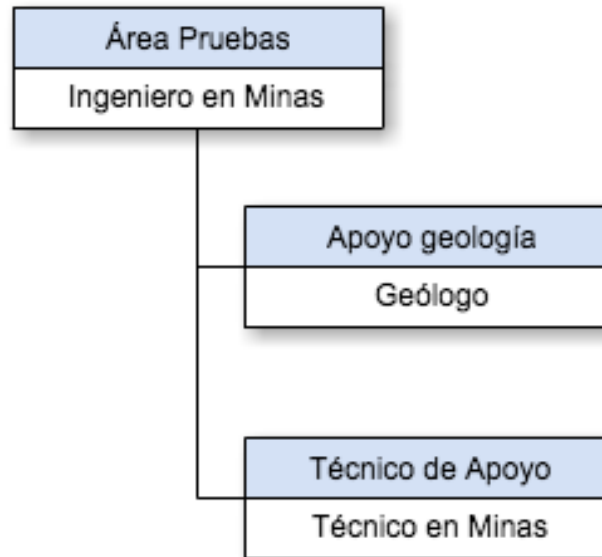 Área Pruebas
Ingeniero en Minas
Apoyo geología
Geólogo
Técnico de Apoyo
Técnico en Minas